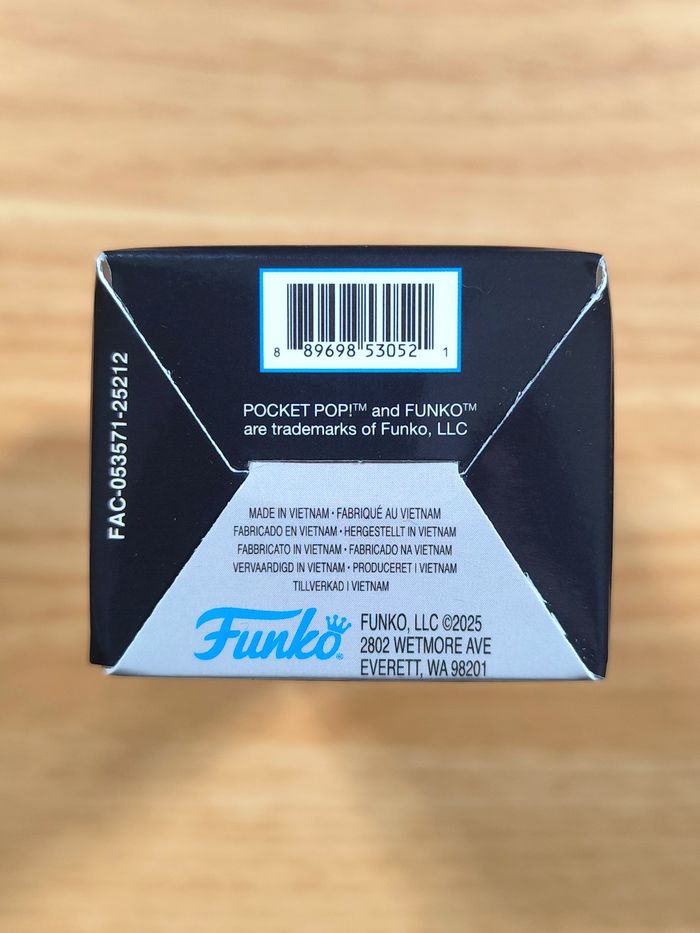 8 89698 53052 1
POCKET POP!™ and FUNKO™
are trademarks of Funko, LLC
FAC-053571-25212
MADE IN VIETNAM • FABRIQUÉ AU VIETNAM
FABRICADO EN VIETNAM • HERGESTELLT IN VIETNAM
FABBRICATO IN VIETNAM • FABRICADO NA VIETNAM
VERVAARDIGD IN VIETNAM • PRODUCERET I VIETNAM
TILLVERKAD I VIETNAM
Funko®
FUNKO, LLC ©2025
2802 WETMORE AVE
EVERETT, WA 98201